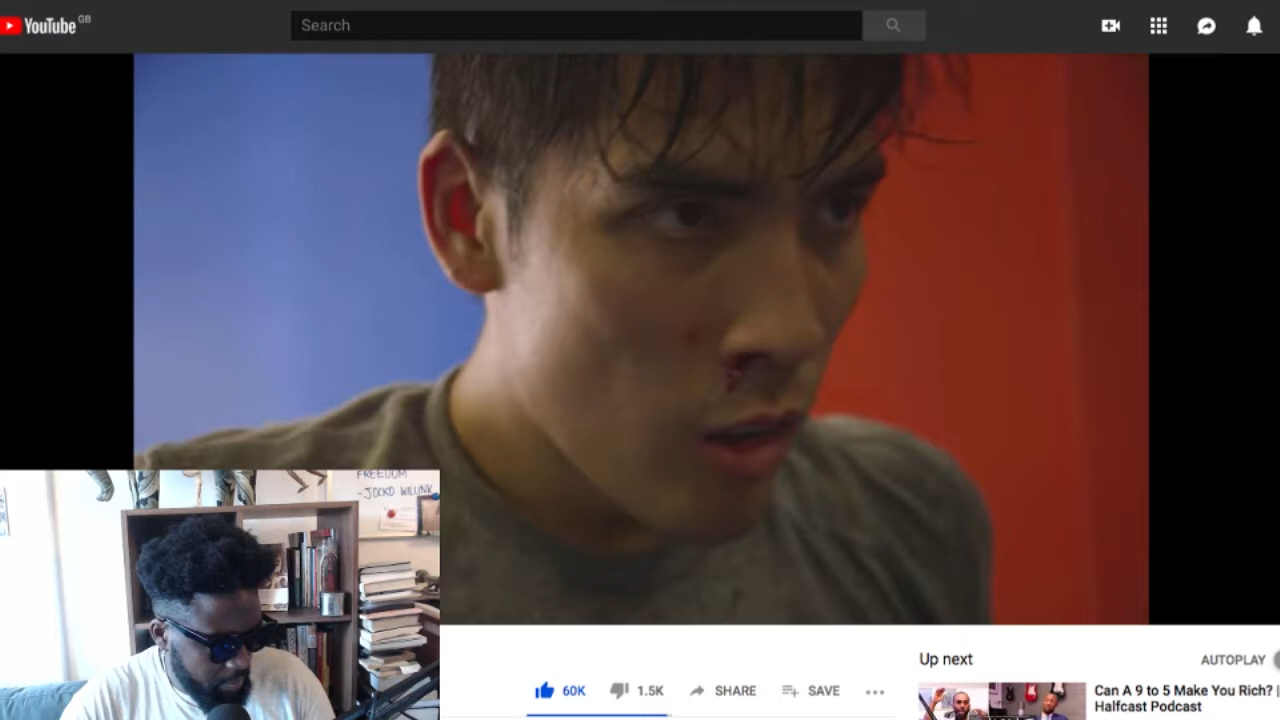 YouTube GB
Search
FREEDOM
-JOCKO WILLINK
60K
1.5K
SHARE
SAVE
Up next
AUTOPLAY
Can A 9 to 5 Make You Rich? |
Halfcast Podcast